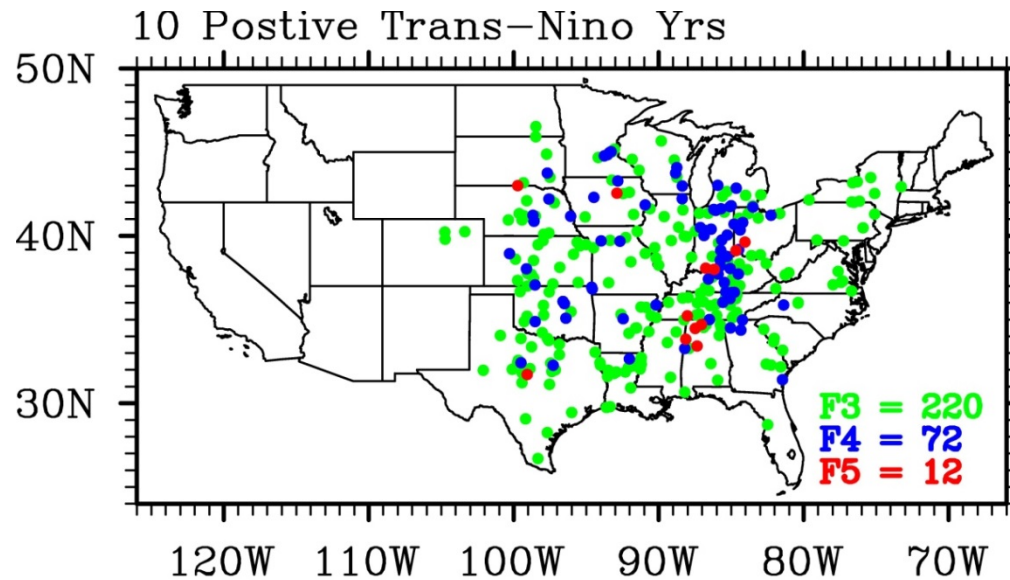 10 Postive Trans-Nino Yrs
50N
40N
30N
F3 = 220
F4 = 72
F5 = 12
120W 110W 100W 90W 80W 70W